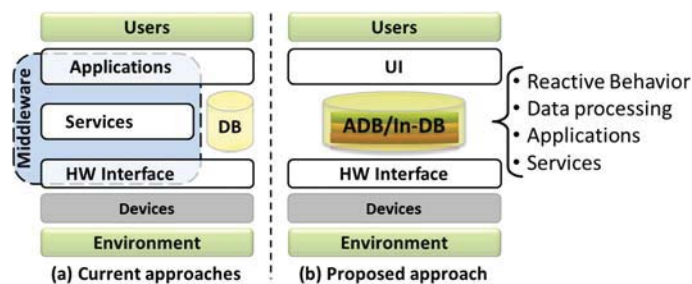 Users
Applications
Middleware
Services
DB
HW Interface
Devices
Environment
(a) Current approaches
Users
UI
ADB/In-DB
HW Interface
Devices
Environment
(b) Proposed approach
• Reactive Behavior
• Data processing
• Applications
• Services